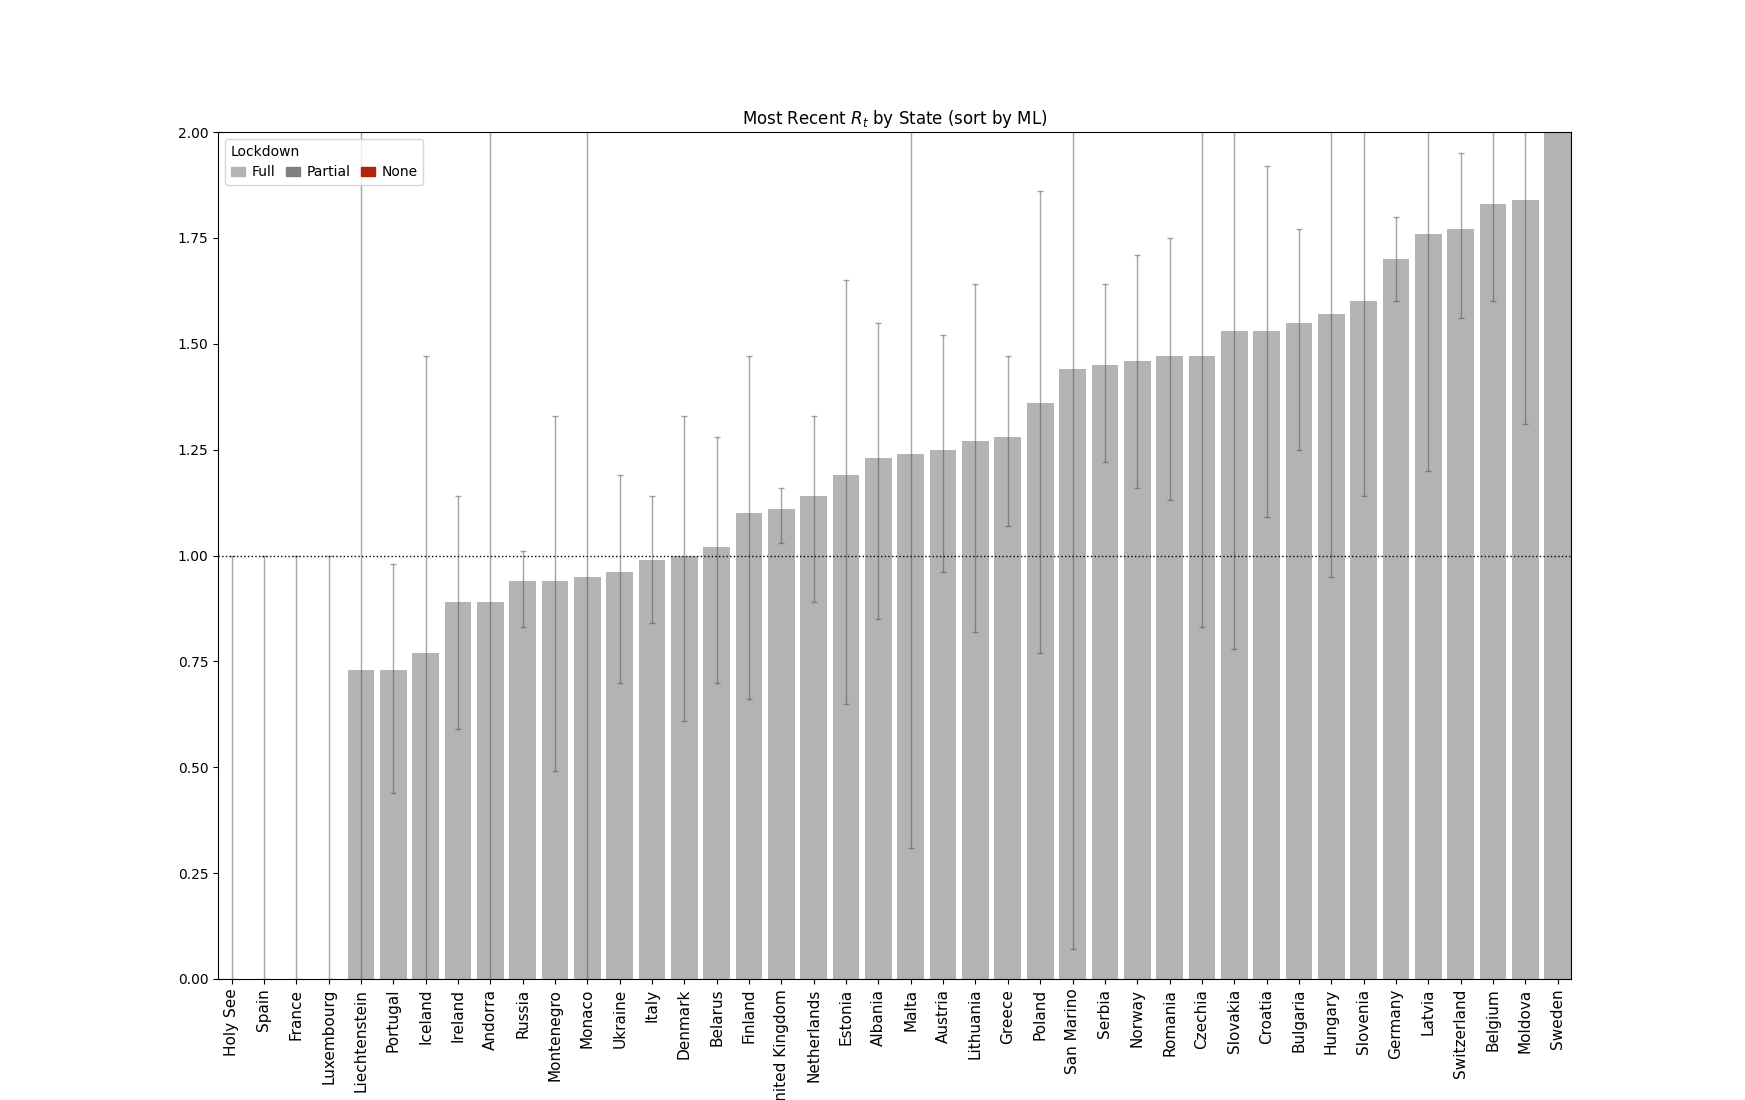 Most Recent Rt by State (sort by ML)
Lockdown
Full Partial None
2.00
1.75
1.50
1.25
1.00
0.75
0.50
0.25
0.00
Holy See
Spain
France
Luxembourg
Liechtenstein
Portugal
Iceland
Ireland
Andorra
Russia
Montenegro
Monaco
Ukraine
Italy
Denmark
Belarus
Finland
nited Kingdom
Netherlands
Estonia
Albania
Malta
Austria
Lithuania
Greece
Poland
San Marino
Serbia
Norway
Romania
Czechia
Slovakia
Croatia
Bulgaria
Hungary
Slovenia
Germany
Latvia
Switzerland
Belgium
Moldova
Sweden